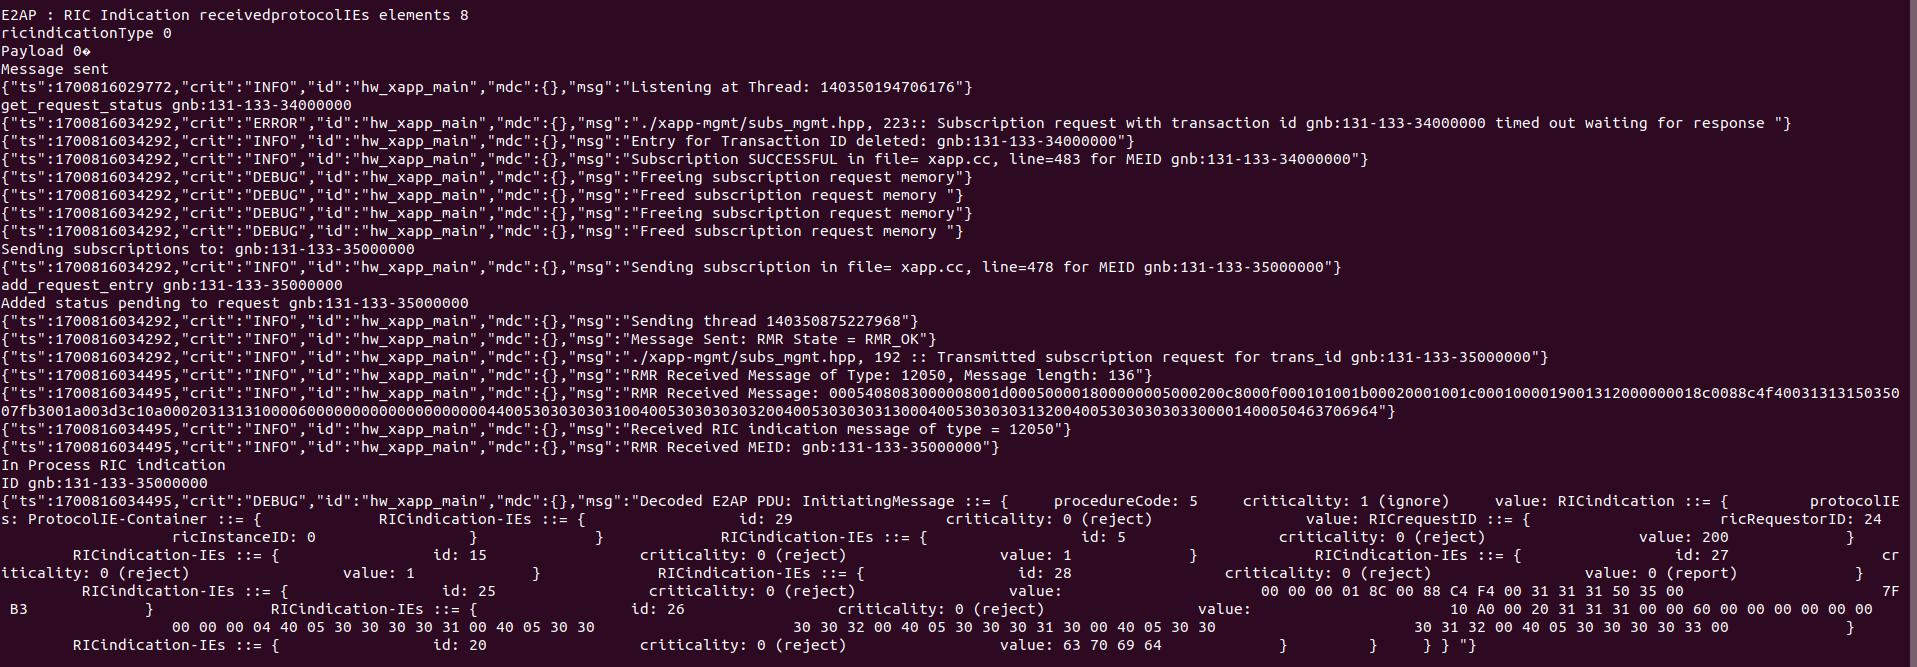 E2AP : RIC Indication receivedprotocolIEs elements 8
ricindicationType 0
Payload 0�
Message sent
{"ts":1700816029772,"crit":"INFO","id":"hw_xapp_main","mdc":{},"msg":"Listening at Thread: 140350194706176"}
get_request_status gnb:131-133-34000000
{"ts":1700816034292,"crit":"ERROR","id":"hw_xapp_main","mdc":{},"msg":"./xapp-mgmt/subs_mgmt.hpp, 223:: Subscription request with transaction id gnb:131-133-34000000 timed out waiting for response "}
{"ts":1700816034292,"crit":"INFO","id":"hw_xapp_main","mdc":{},"msg":"Entry for Transaction ID deleted: gnb:131-133-34000000"}
{"ts":1700816034292,"crit":"INFO","id":"hw_xapp_main","mdc":{},"msg":"Subscription SUCCESSFUL in file= xapp.cc, line=483 for MEID gnb:131-133-34000000"}
{"ts":1700816034292,"crit":"DEBUG","id":"hw_xapp_main","mdc":{},"msg":"Freeing subscription request memory"}
{"ts":1700816034292,"crit":"DEBUG","id":"hw_xapp_main","mdc":{},"msg":"Freed subscription request memory "}
{"ts":1700816034292,"crit":"DEBUG","id":"hw_xapp_main","mdc":{},"msg":"Freeing subscription request memory"}
{"ts":1700816034292,"crit":"DEBUG","id":"hw_xapp_main","mdc":{},"msg":"Freed subscription request memory "}
Sending subscriptions to: gnb:131-133-35000000
{"ts":1700816034292,"crit":"INFO","id":"hw_xapp_main","mdc":{},"msg":"Sending subscription in file= xapp.cc, line=478 for MEID gnb:131-133-35000000"}
add_request_entry gnb:131-133-35000000
Added status pending to request gnb:131-133-35000000
{"ts":1700816034292,"crit":"INFO","id":"hw_xapp_main","mdc":{},"msg":"Sending thread 140350875227968"}
{"ts":1700816034292,"crit":"INFO","id":"hw_xapp_main","mdc":{},"msg":"Message Sent: RMR State = RMR_OK"}
{"ts":1700816034292,"crit":"INFO","id":"hw_xapp_main","mdc":{},"msg":"./xapp-mgmt/subs_mgmt.hpp, 192 :: Transmitted subscription request for trans_id gnb:131-133-35000000"}
{"ts":1700816034495,"crit":"INFO","id":"hw_xapp_main","mdc":{},"msg":"RMR Received Message of Type: 12050, Message length: 136"}
{"ts":1700816034495,"crit":"INFO","id":"hw_xapp_main","mdc":{},"msg":"RMR Received Message: 0005408083000008001d000500001800000005000200c8000f000101001b00020001001c000100001900131200000000018c0088c4f40031313150350
07fb3001a003d3c10a0002031313100006000000000000000000004400530303030310040053030303032004005303030313000400530303031320040053030303033000014000504637069 64"}
{"ts":1700816034495,"crit":"INFO","id":"hw_xapp_main","mdc":{},"msg":"Received RIC indication message of type = 12050"}
{"ts":1700816034495,"crit":"INFO","id":"hw_xapp_main","mdc":{},"msg":"RMR Received MEID: gnb:131-133-35000000"}
In Process RIC indication
ID gnb:131-133-35000000
{"ts":1700816034495,"crit":"DEBUG","id":"hw_xapp_main","mdc":{},"msg":"Decoded E2AP PDU: InitiatingMessage ::= { procedureCode: 5 criticality: 1 (ignore) value: RICindication ::= { protocolIE
s: ProtocolIE-Container ::= { RICindication-IEs ::= { id: 29 criticality: 0 (reject) value: RICrequestID ::= { ricRequestorID: 24
ricInstanceID: 0 } } RICindication-IEs ::= { id: 5 criticality: 0 (reject) value: 200 }
RICindication-IEs ::= { id: 15 criticality: 0 (reject) value: 1 } RICindication-IEs ::= { id: 27 cr
iticality: 0 (reject) value: 1 } RICindication-IEs ::= { id: 28 criticality: 0 (reject) value: 0 (report) }
RICindication-IEs ::= { id: 25 criticality: 0 (reject) value: 00 00 00 01 8C 00 88 C4 F4 00 31 31 31 50 35 00 7F
B3 } RICindication-IEs ::= { id: 26 criticality: 0 (reject) value: 10 A0 00 20 31 31 31 00 00 60 00 00 00 00 00 00
00 00 00 04 40 05 30 30 30 30 31 00 40 05 30 30 30 30 32 00 40 05 30 30 30 31 30 00 40 05 30 30 30 31 32 00 40 05 30 30 30 30 33 00 }
RICindication-IEs ::= { id: 20 criticality: 0 (reject) value: 63 70 69 64 } } } } "}